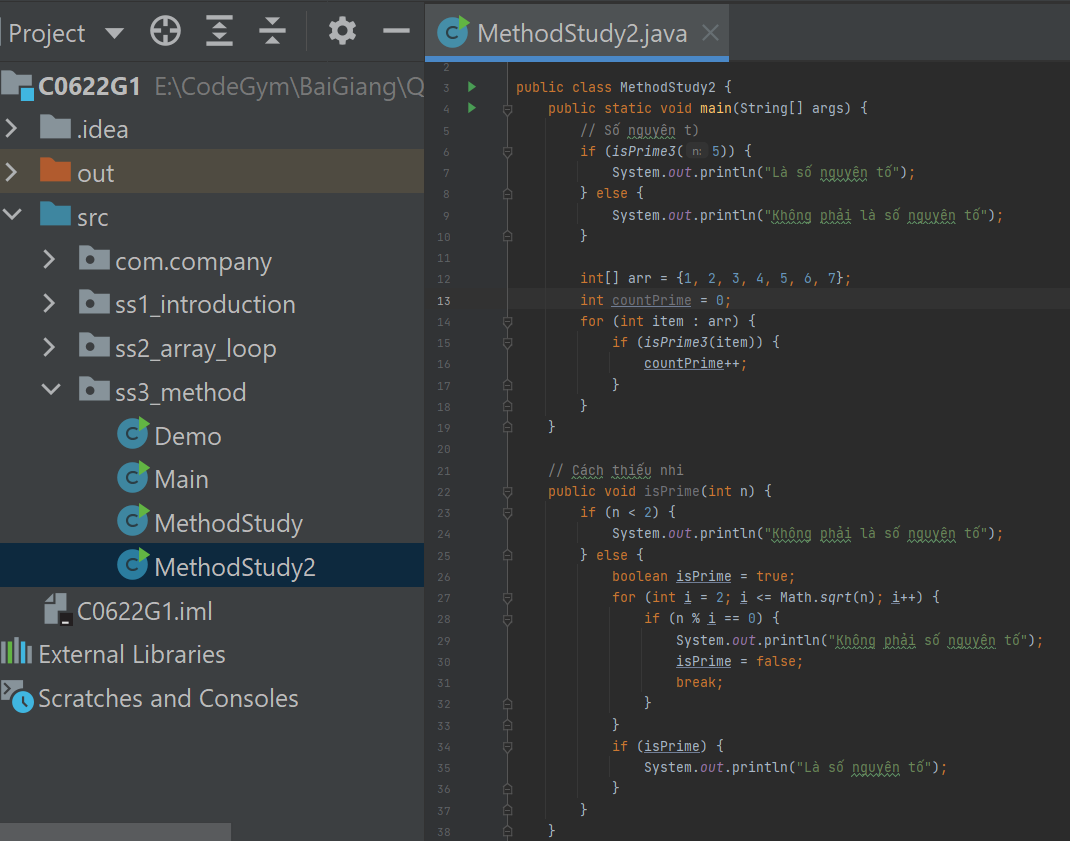 Project
C0622G1 E:\CodeGym\BaiGiang\Q
.idea
out
src
com.company
ss1_introduction
ss2_array_loop
ss3_method
Demo
Main
MethodStudy
MethodStudy2
C0622G1.iml
External Libraries
Scratches and Consoles
MethodStudy2.java
2
3 public class MethodStudy2 {
4 public static void main(String[] args) {
5 // Số nguyên t)
6 if (isPrime3( n: 5)) {
7 System.out.println("Là số nguyên tố");
8 } else {
9 System.out.println("Không phải là số nguyên tố");
10 }
11
12 int[] arr = {1, 2, 3, 4, 5, 6, 7};
13 int countPrime = 0;
14 for (int item : arr) {
15 if (isPrime3(item)) {
16 countPrime++;
17 }
18 }
19 }
20
21 // Cách thiếu nhi
22 public void isPrime(int n) {
23 if (n < 2) {
24 System.out.println("Không phải là số nguyên tố");
25 } else {
26 boolean isPrime = true;
27 for (int i = 2; i <= Math.sqrt(n); i++) {
28 if (n % i == 0) {
29 System.out.println("Không phải số nguyên tố");
30 isPrime = false;
31 break;
32 }
33 }
34 if (isPrime) {
35 System.out.println("Là số nguyên tố");
36 }
37 }
38 }